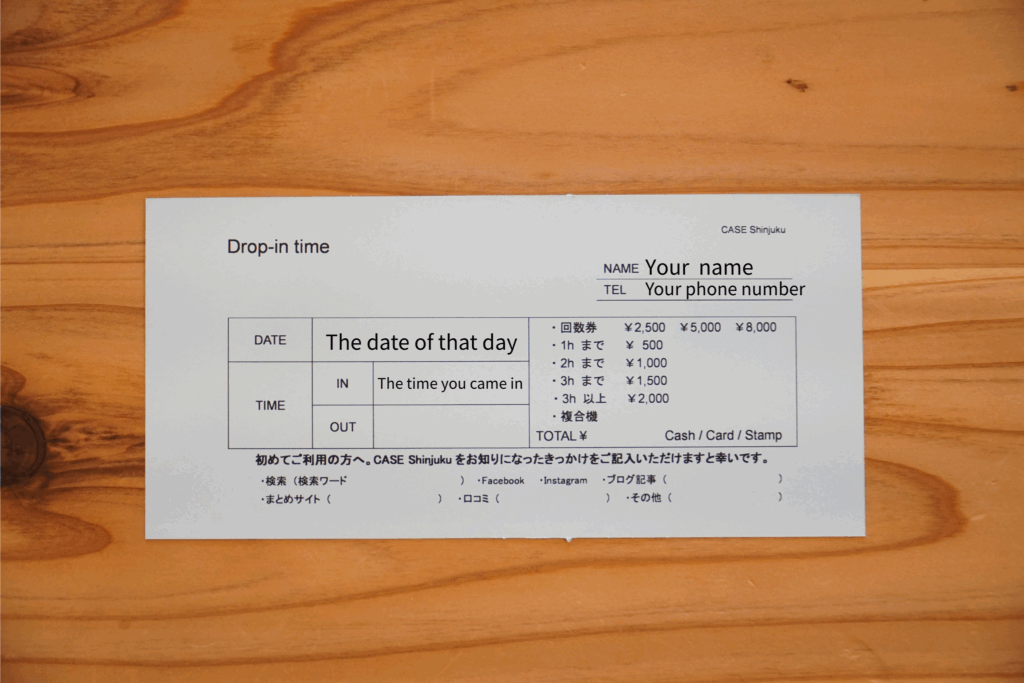 CASE Shinjuku
Drop-in time
NAME Your name
TEL Your phone number
DATE The date of that day
TIME
IN The time you came in
OUT
・回数券 ¥2,500 ¥5,000 ¥8,000
・1h まで ¥ 500
・2h まで ¥1,000
・3h まで ¥1,500
・3h 以上 ¥2,000
・複合機
TOTAL¥ Cash / Card / Stamp
初めてご利用の方へ。CASE Shinjuku をお知りになったきっかけをご記入いただけますと幸いです。
・検索（検索ワード ） ・Facebook ・Instagram ・ブログ記事（ ）
・まとめサイト（ ） ・口コミ（ ） ・その他（ ）